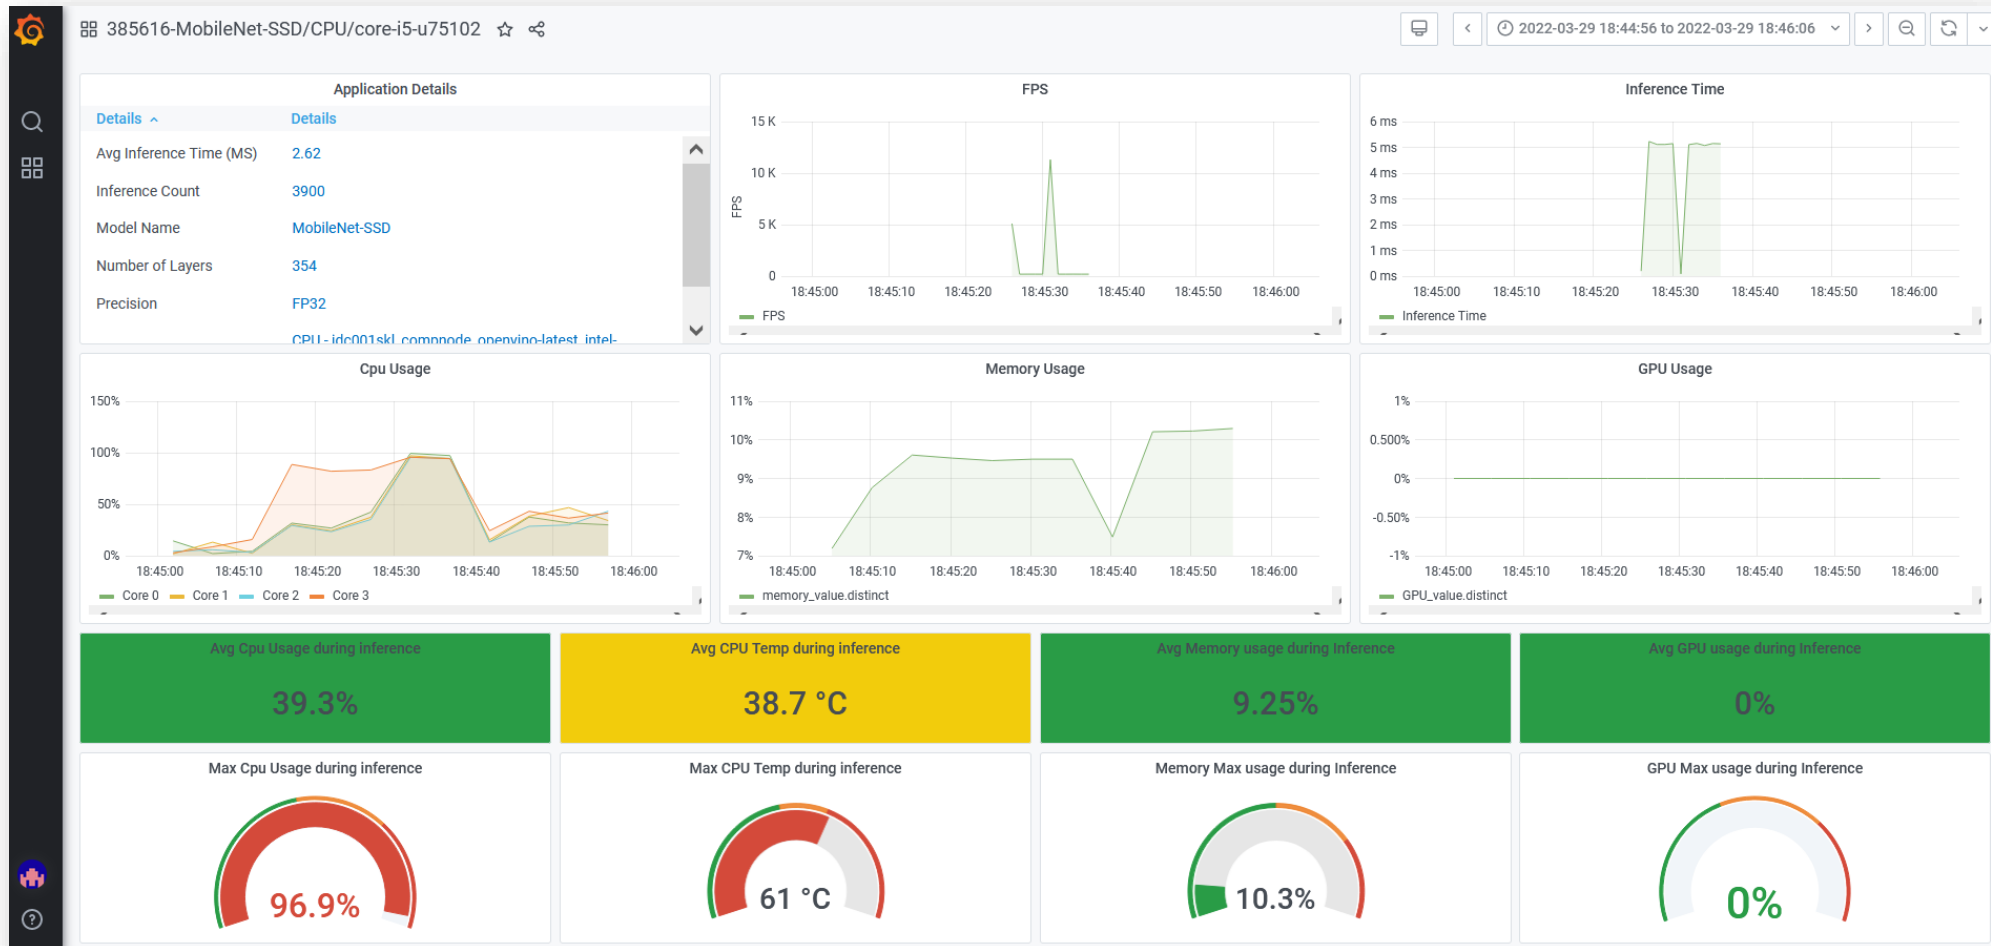 385616-MobileNet-SSD/CPU/core-i5-u75102
2022-03-29 18:44:56 to 2022-03-29 18:46:06
Application Details
Details Details
Avg Inference Time (MS) 2.62
Inference Count 3900
Model Name MobileNet-SSD
Number of Layers 354
Precision FP32
CPU - idc001skl_compnode_openvino-latest_intel-
FPS
15 K
10 K
5 K
0
FPS
18:45:00 18:45:10 18:45:20 18:45:30 18:45:40 18:45:50 18:46:00
FPS
Inference Time
6 ms
5 ms
4 ms
3 ms
2 ms
1 ms
0 ms
18:45:00 18:45:10 18:45:20 18:45:30 18:45:40 18:45:50 18:46:00
Inference Time
Cpu Usage
150%
100%
50%
0%
18:45:00 18:45:10 18:45:20 18:45:30 18:45:40 18:45:50 18:46:00
Core 0 Core 1 Core 2 Core 3
Memory Usage
11%
10%
9%
8%
7%
18:45:00 18:45:10 18:45:20 18:45:30 18:45:40 18:45:50 18:46:00
memory_value.distinct
GPU Usage
1%
0.500%
0%
-0.50%
-1%
18:45:00 18:45:10 18:45:20 18:45:30 18:45:40 18:45:50 18:46:00
GPU_value.distinct
Avg Cpu Usage during inference
39.3%
Avg CPU Temp during inference
38.7 °C
Avg Memory usage during Inference
9.25%
Avg GPU usage during Inference
0%
Max Cpu Usage during inference
96.9%
Max CPU Temp during inference
61 °C
Memory Max usage during Inference
10.3%
GPU Max usage during Inference
0%